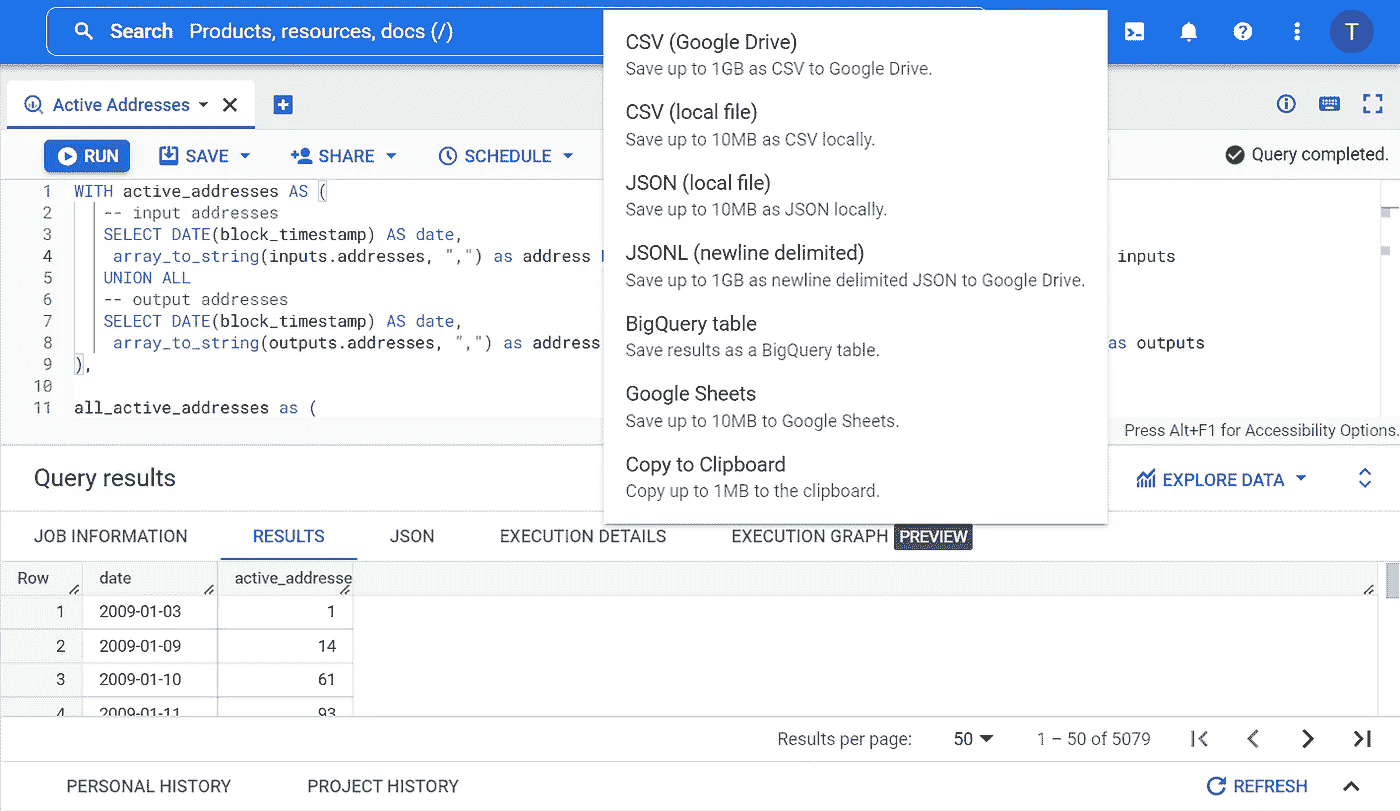 Search Products, resources, docs (/)
T
Active Addresses
RUN
SAVE
SHARE
SCHEDULE
Query completed.
1 WITH active_addresses AS (
2 -- input addresses
3 SELECT DATE(block_timestamp) AS date,
4 array_to_string(inputs.addresses, ",") as address inputs
5 UNION ALL
6 -- output addresses
7 SELECT DATE(block_timestamp) AS date,
8 array_to_string(outputs.addresses, ",") as address as outputs
9 ),
10
11 all_active_addresses as (
Press Alt+F1 for Accessibility Options.
CSV (Google Drive)
Save up to 1GB as CSV to Google Drive.
CSV (local file)
Save up to 10MB as CSV locally.
JSON (local file)
Save up to 10MB as JSON locally.
JSONL (newline delimited)
Save up to 1GB as newline delimited JSON to Google Drive.
BigQuery table
Save results as a BigQuery table.
Google Sheets
Save up to 10MB to Google Sheets.
Copy to Clipboard
Copy up to 1MB to the clipboard.
Query results
EXPLORE DATA
JOB INFORMATION RESULTS JSON EXECUTION DETAILS EXECUTION GRAPH PREVIEW
Row date active_addresse
1 2009-01-03 1
2 2009-01-09 14
3 2009-01-10 61
4 2009-01-11 93
Results per page: 50 1 – 50 of 5079
PERSONAL HISTORY PROJECT HISTORY REFRESH